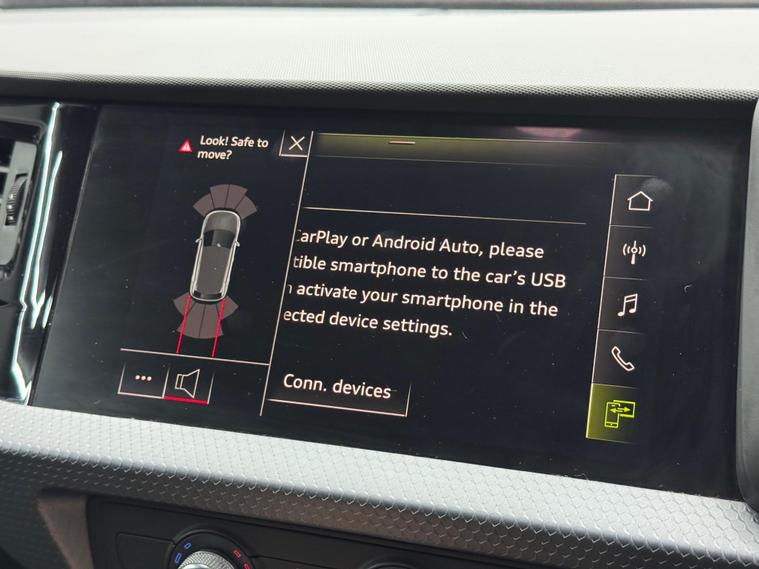 Look! Safe to
move?
arPlay or Android Auto, please
tible smartphone to the car's USB
activate your smartphone in the
ected device settings.
Conn. devices